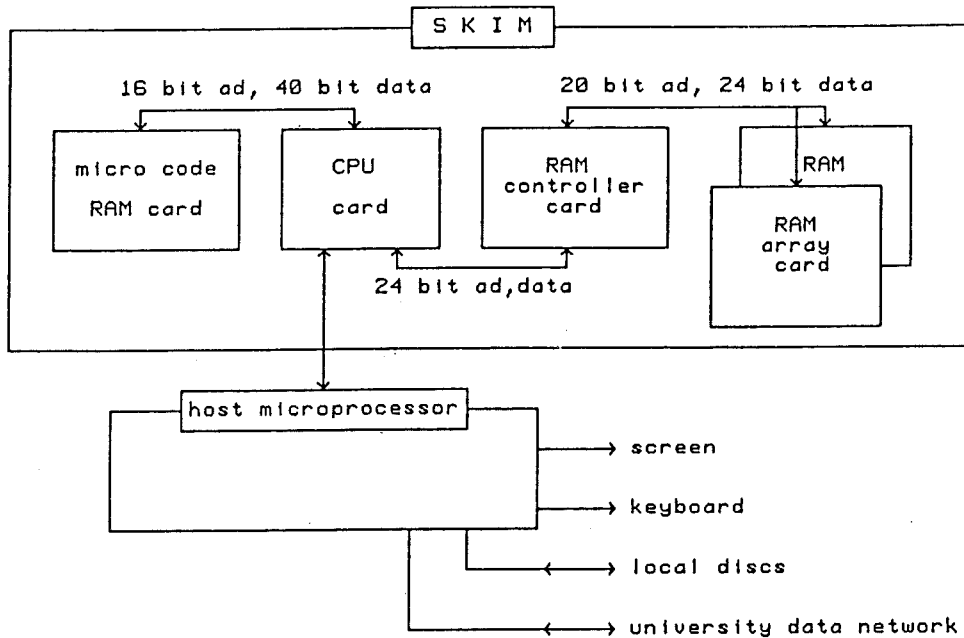 S K I M
16 bit ad, 40 bit data
20 bit ad, 24 bit data
micro code
RAM card
CPU
card
RAM
controller
card
RAM
RAM
array
card
24 bit ad,data
host microprocessor
screen
keyboard
local discs
university data network